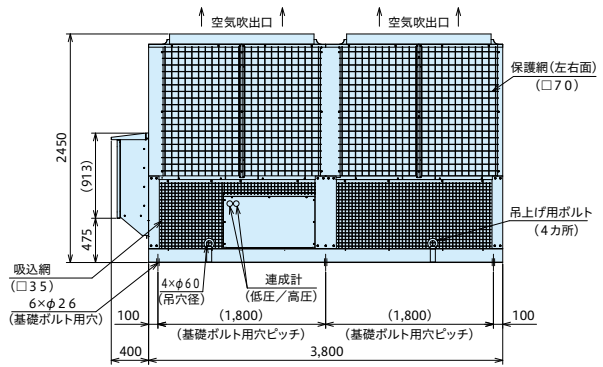 空気吹出口
空気吹出口
保護網(左右面)
(□70)
2450
(913)
475
吊上げ用ボルト
(4カ所)
吸込網
(□35)
6×φ26
(基礎ボルト用穴)
4×φ60
(吊穴径)
連成計
(低圧/高圧)
100
(1,800)
(基礎ボルト用穴ピッチ)
(1,800)
(基礎ボルト用穴ピッチ)
100
400
3,800